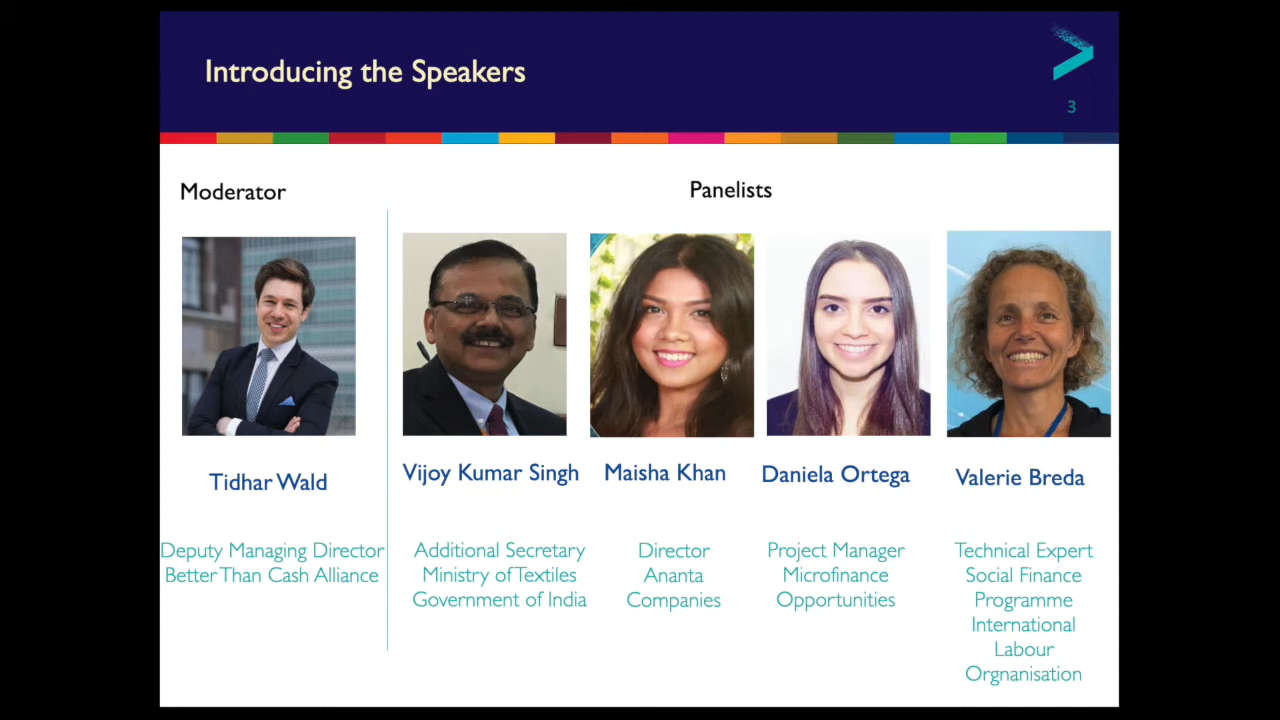 Introducing the Speakers
3
Moderator
Panelists
Tidhar Wald
Deputy Managing Director
Better Than Cash Alliance
Vijoy Kumar Singh
Additional Secretary
Ministry of Textiles
Government of India
Maisha Khan
Director
Ananta
Companies
Daniela Ortega
Project Manager
Microfinance
Opportunities
Valerie Breda
Technical Expert
Social Finance
Programme
International
Labour
Orgnanisation